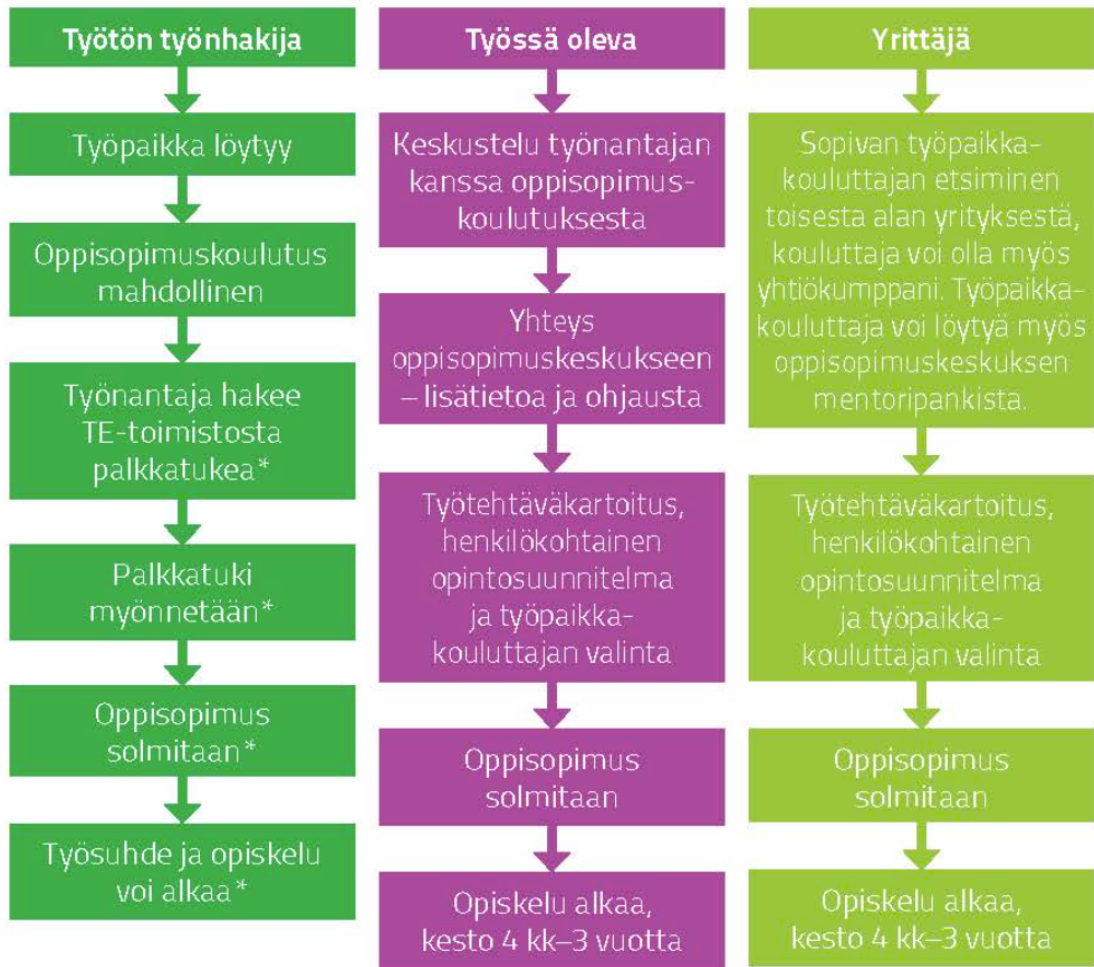 Työtön työnhakija
Työpaikka löytyy
Oppisopimuskoulutus
mahdollinen
Työnantaja hakee
TE-toimistosta
palkkatukea*
Palkkatuki
myönnetään*
Oppisopimus
solmitaan*
Työsuhde ja opiskelu
voi alkaa*
Työssä oleva
Keskustelu työnantajan
kanssa oppisopimus-
koulutuksesta
Yhteys
oppisopimuskeskukseen
– lisätietoa ja ohjausta
Työtehtäväkartoitus,
henkilökohtainen
opintosuunnitelma
ja työpaikka-
kouluttajan valinta
Oppisopimus
solmitaan
Opiskelu alkaa,
kesto 4 kk–3 vuotta
Yrittäjä
Sopivan työpaikka-
kouluttajan etsiminen
toisesta alan yrityksestä,
kouluttaja voi olla myös
yhtiökumppani. Työpaikka-
kouluttaja voi löytyä myös
oppisopimuskeskuksen
mentoripankista.
Työtehtäväkartoitus,
henkilökohtainen
opintosuunnitelma
ja työpaikka-
kouluttajan valinta
Oppisopimus
solmitaan
Opiskelu alkaa,
kesto 4 kk–3 vuotta